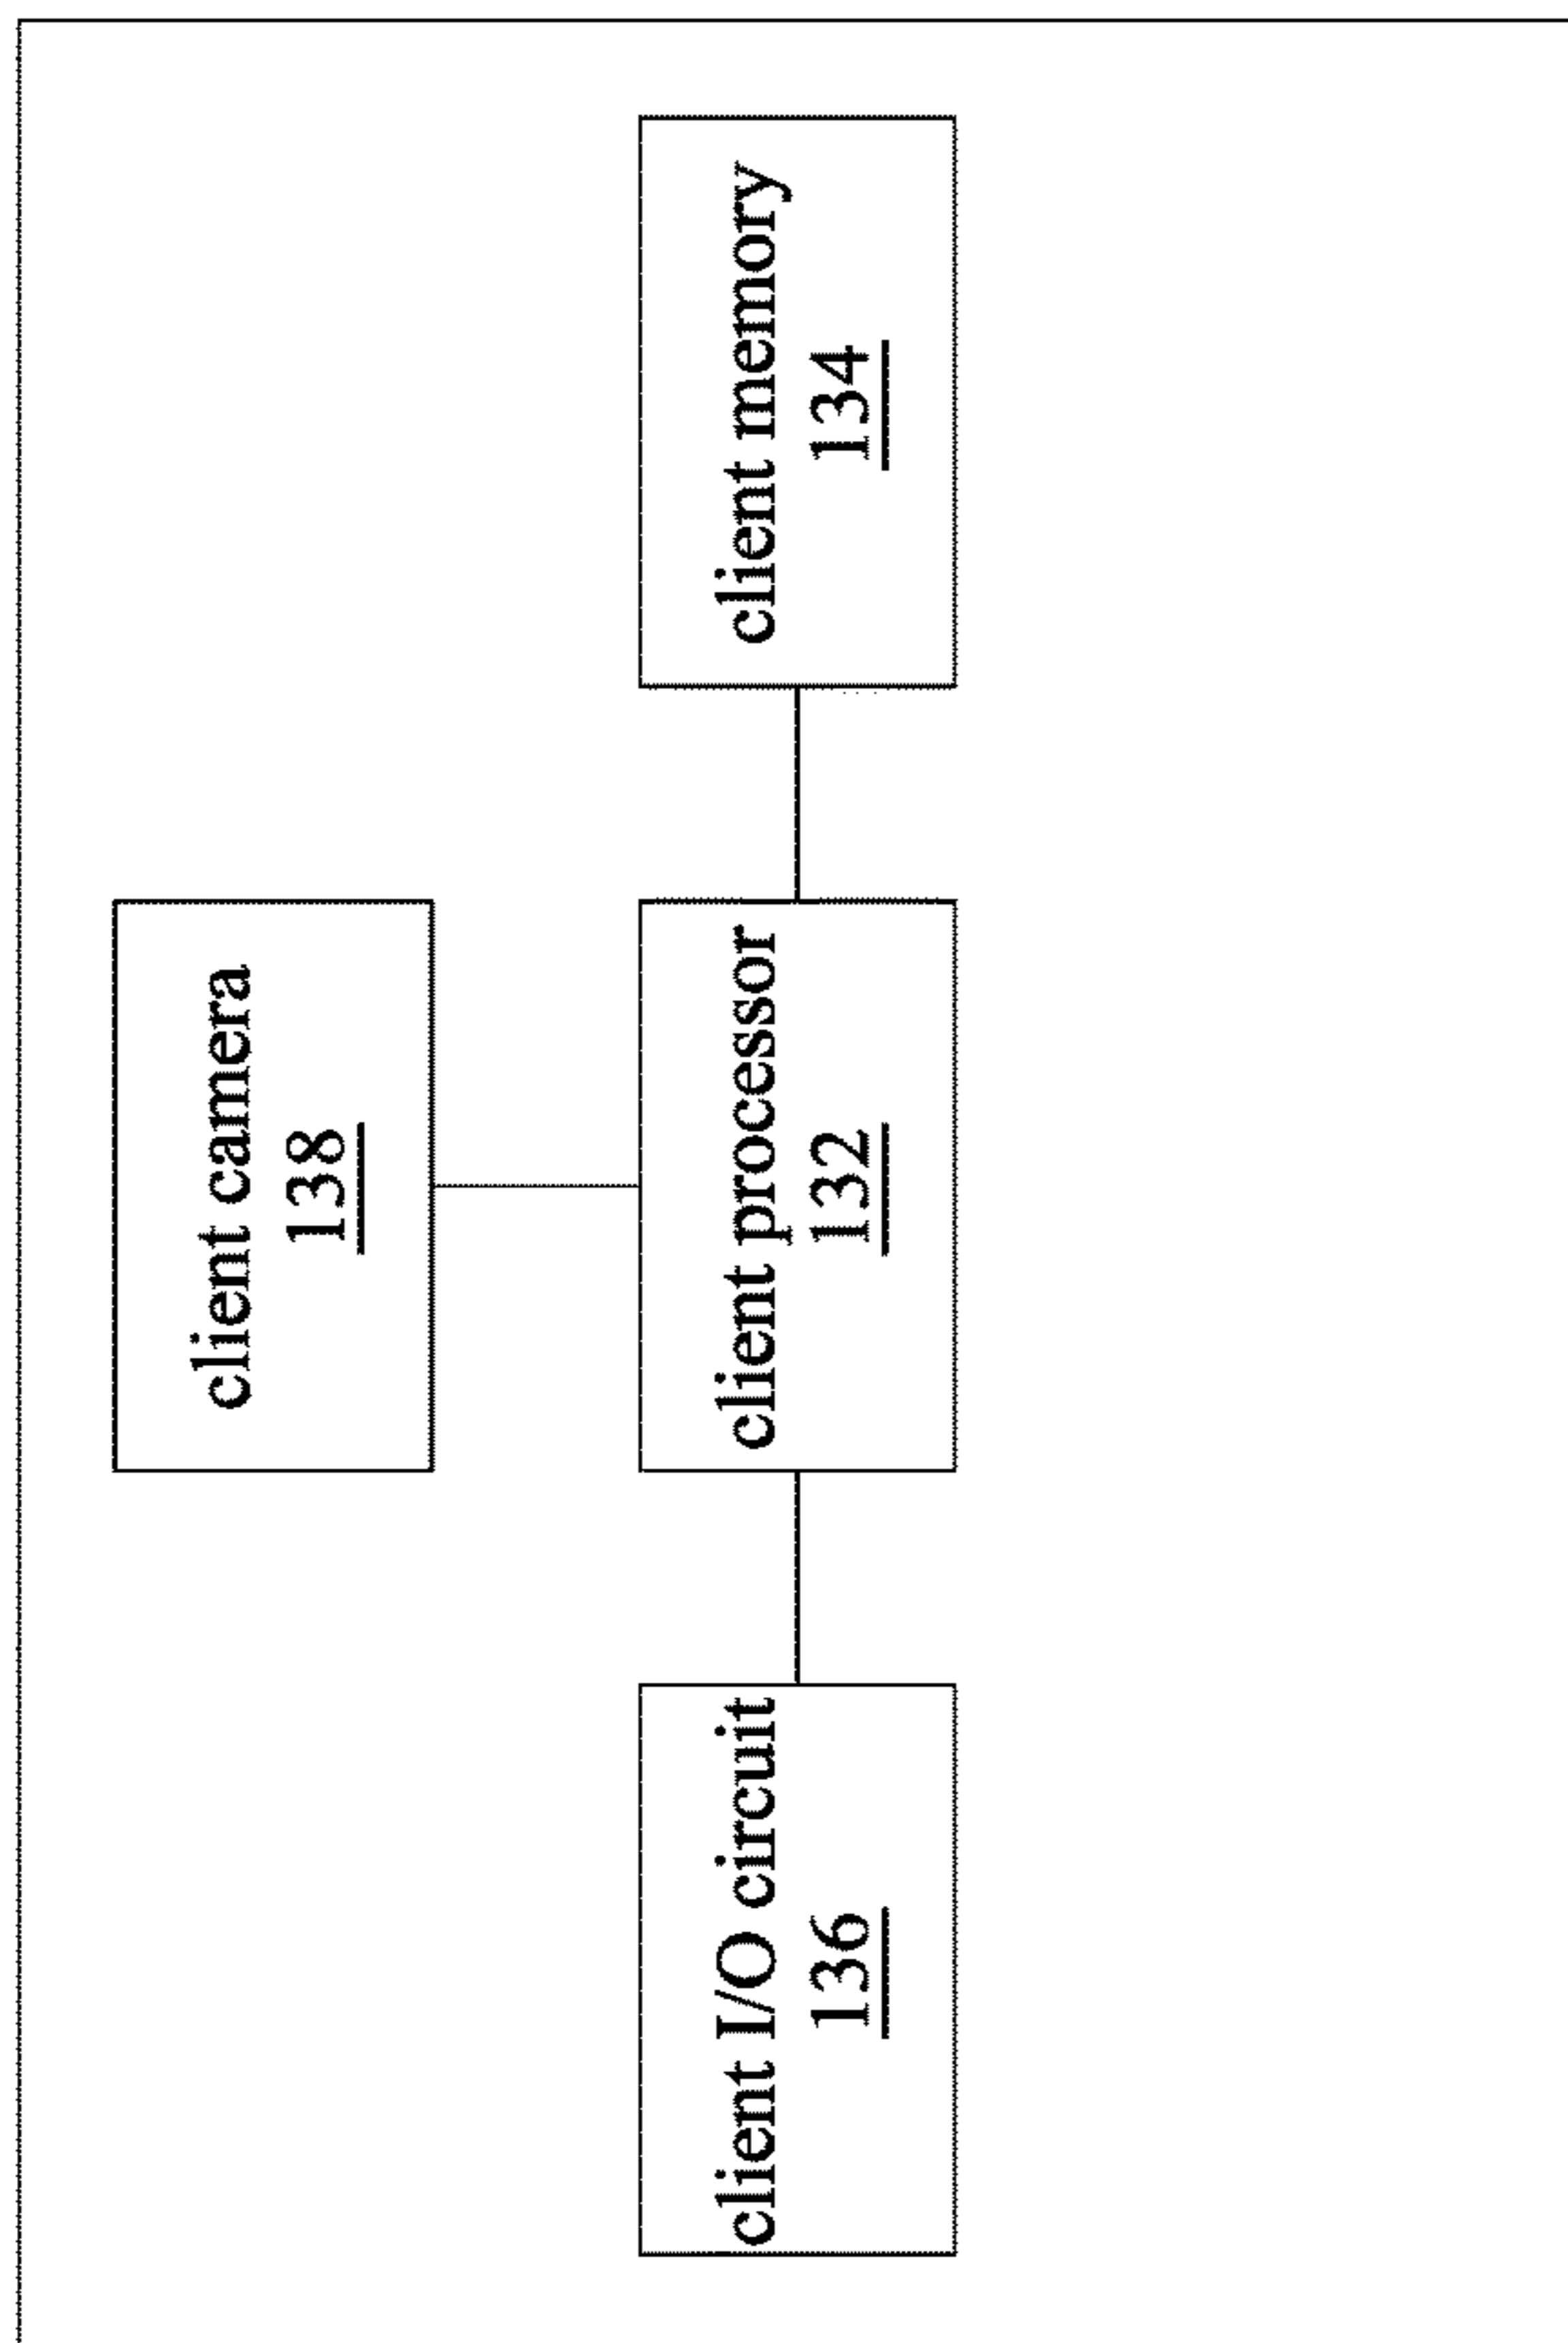 client camera
138
client I/O circuit
136
client processor
132
client memory
134